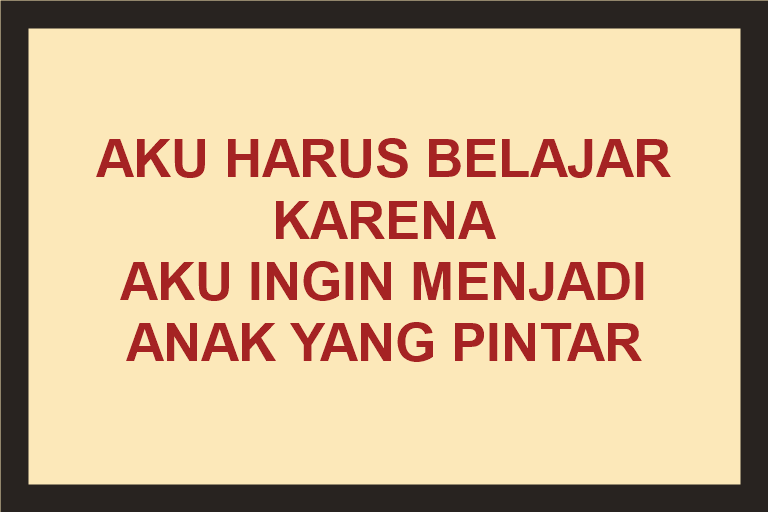 AKU HARUS BELAJAR
KARENA
AKU INGIN MENJADI
ANAK YANG PINTAR